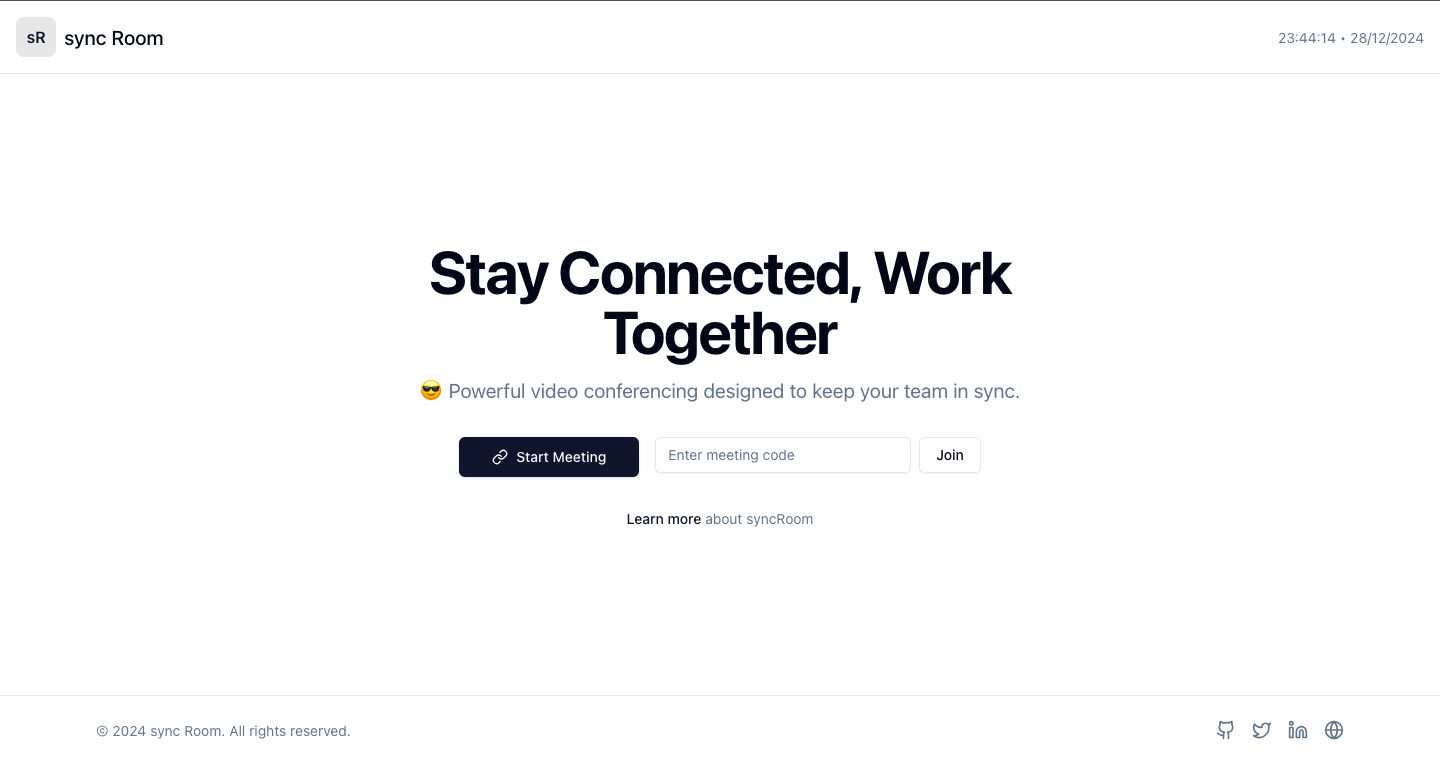 sR sync Room
23:44:14 • 28/12/2024
Stay Connected, Work
Together
😎 Powerful video conferencing designed to keep your team in sync.
Start Meeting
Enter meeting code
Join
Learn more about syncRoom
© 2024 sync Room. All rights reserved.